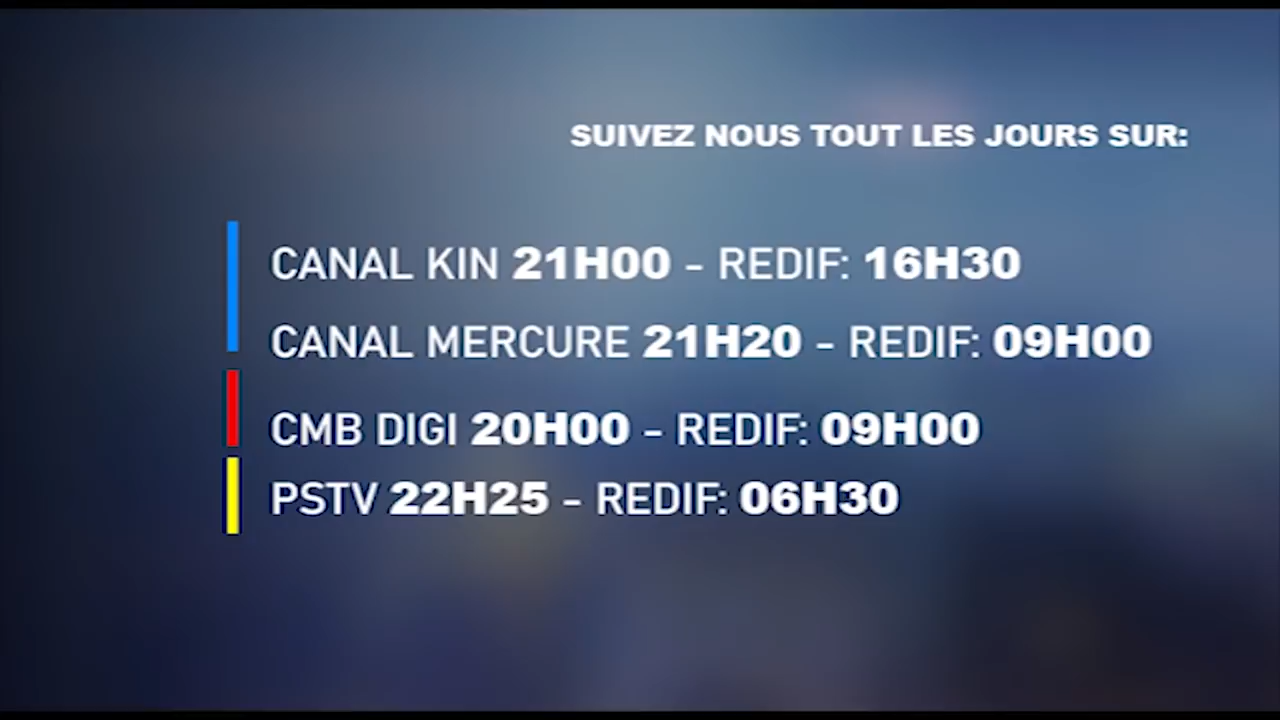 SUIVEZ NOUS TOUT LES JOURS SUR:
CANAL KIN 21H00 - REDIF: 16H30
CANAL MERCURE 21H20 - REDIF: 09H00
CMB DIGI 20H00 - REDIF: 09H00
PSTV 22H25 - REDIF: 06H30